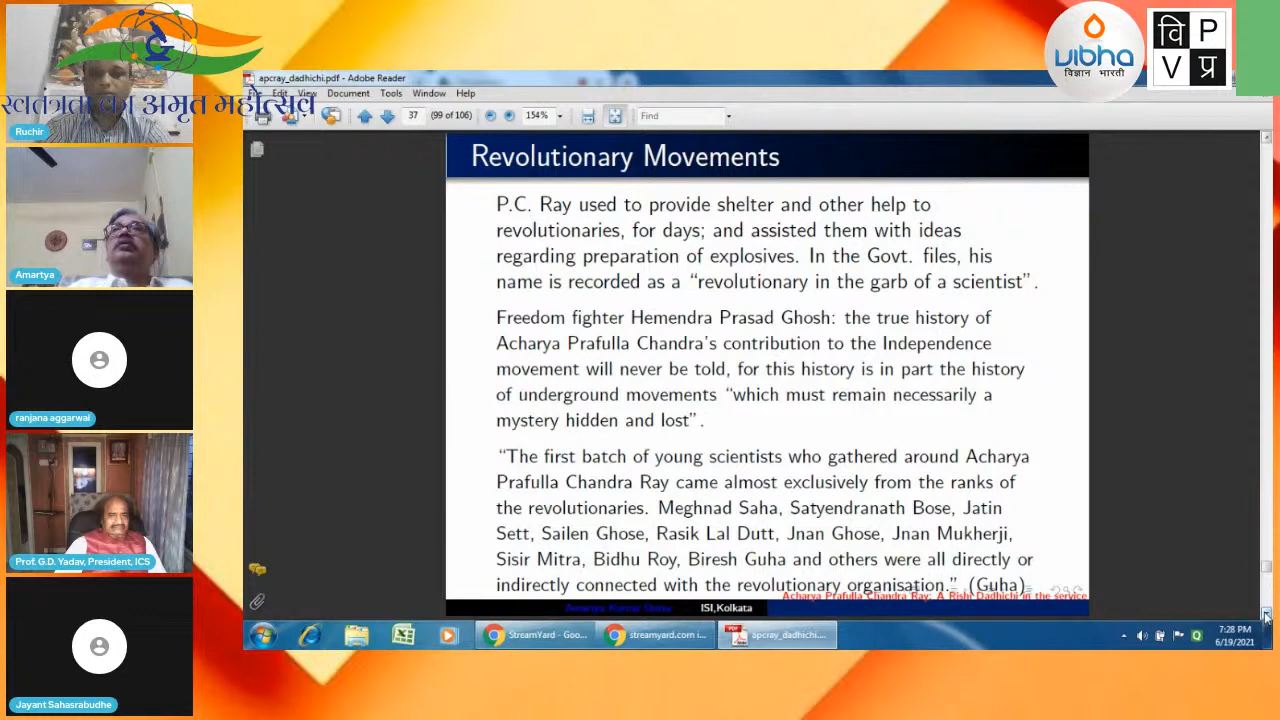 स्वतंत्रता का अमृत महोत्सव
Ruchir
Amartya
ranjana aggarwal
Prof. G.D. Yadav, President, ICS
Jayant Sahasrabudhe
vibha
विज्ञान भारती
वि P
V प्र
apcray_dadhichi.pdf - Adobe Reader
Edit View Document Tools Window Help
37 (99 of 106) 154% Find
Revolutionary Movements
P.C. Ray used to provide shelter and other help to
revolutionaries, for days; and assisted them with ideas
regarding preparation of explosives. In the Govt. files, his
name is recorded as a “revolutionary in the garb of a scientist”.
Freedom fighter Hemendra Prasad Ghosh: the true history of
Acharya Prafulla Chandra's contribution to the Independence
movement will never be told, for this history is in part the history
of underground movements “which must remain necessarily a
mystery hidden and lost”.
“The first batch of young scientists who gathered around Acharya
Prafulla Chandra Ray came almost exclusively from the ranks of
the revolutionaries. Meghnad Saha, Satyendranath Bose, Jatin
Sett, Sailen Ghose, Rasik Lal Dutt, Jnan Ghose, Jnan Mukherji,
Sisir Mitra, Bidhu Roy, Biresh Guha and others were all directly or
indirectly connected with the revolutionary organisation.” (Guha)
Acharya Prafulla Chandra Ray: A Rishi Dadhichi in the service
ISI,Kolkata
StreamYard - Goo...
streamyard.com i...
apcray_dadhichi....
7:28 PM
6/19/2021